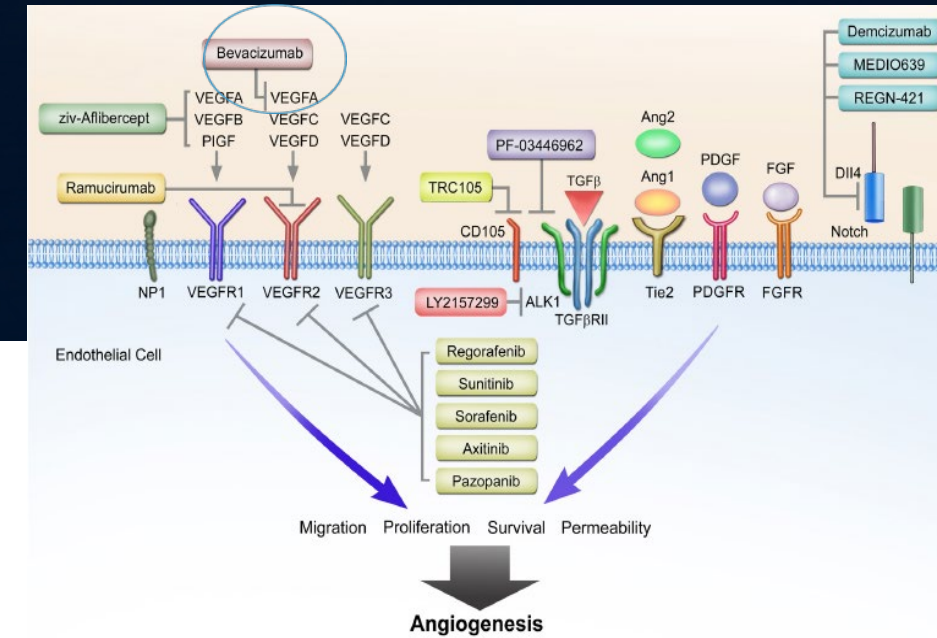 Bevacizumab
Demcizumab
MEDIO639
REGN-421
ziv-Aflibercept
VEGFA
VEGFB
PIGF
VEGFA
VEGFC
VEGFD
VEGFC
VEGFD
Ramucirumab
PF-03446962
TRC105
TGFβ
CD105
Ang2
Ang1
PDGF
FGF
Dll4
Notch
NP1
VEGFR1
VEGFR2
VEGFR3
LY2157299
ALK1
TGFβRII
Tie2
PDGFR
FGFR
Endothelial Cell
Regorafenib
Sunitinib
Sorafenib
Axitinib
Pazopanib
Migration Proliferation Survival Permeability
Angiogenesis